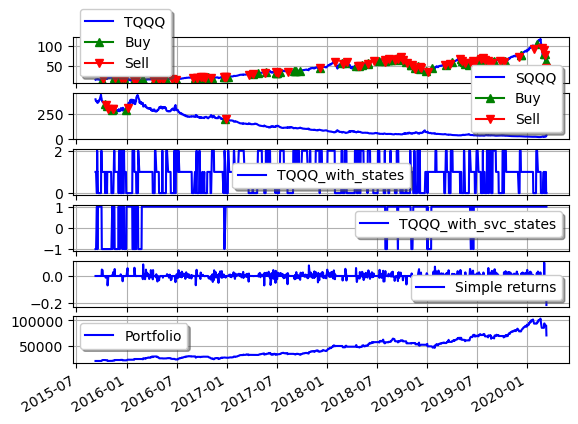 TQQQ
Buy
Sell
100
50
SQQQ
Buy
Sell
250
0
2
0
TQQQ_with_states
1
0
−1
TQQQ_with_svc_states
0.0
−0.2
Simple returns
100000
50000
Portfolio
2015-07
2016-01
2016-07
2017-01
2017-07
2018-01
2018-07
2019-01
2019-07
2020-01